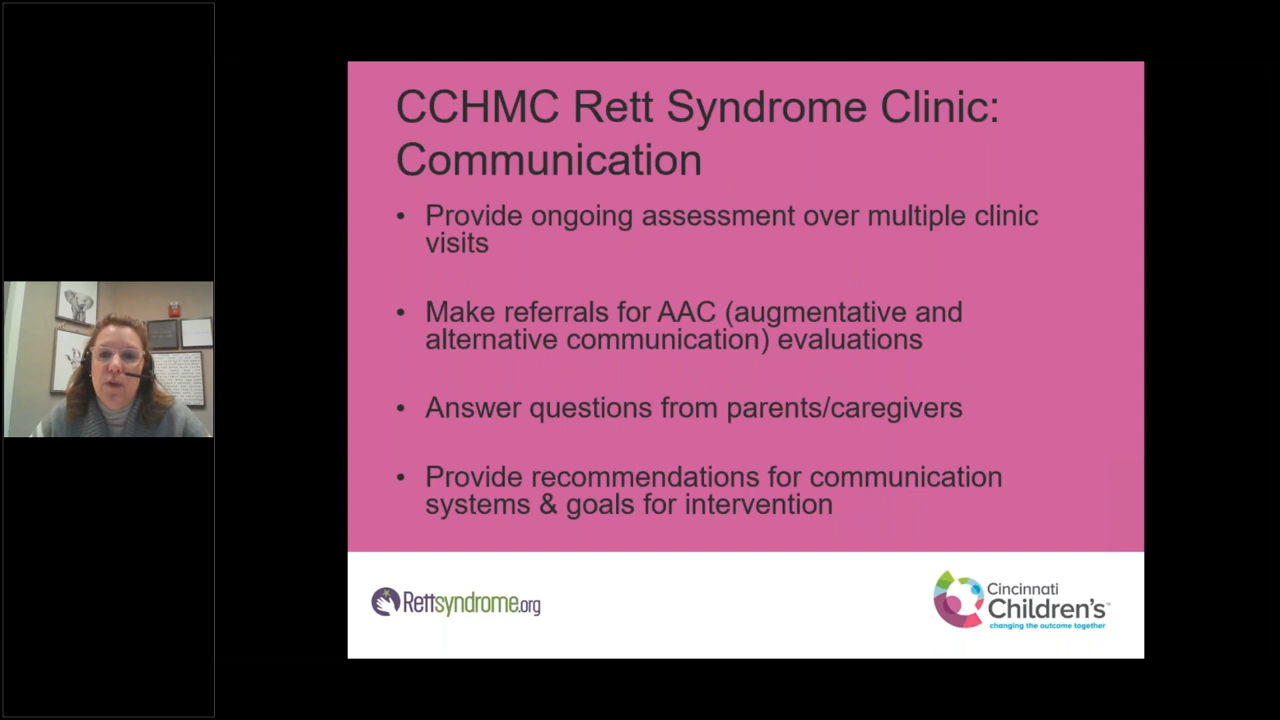 CCHMC Rett Syndrome Clinic:
Communication
• Provide ongoing assessment over multiple clinic
visits
• Make referrals for AAC (augmentative and
alternative communication) evaluations
• Answer questions from parents/caregivers
• Provide recommendations for communication
systems & goals for intervention
Rettsyndrome.org
Cincinnati
Children's™
changing the outcome together